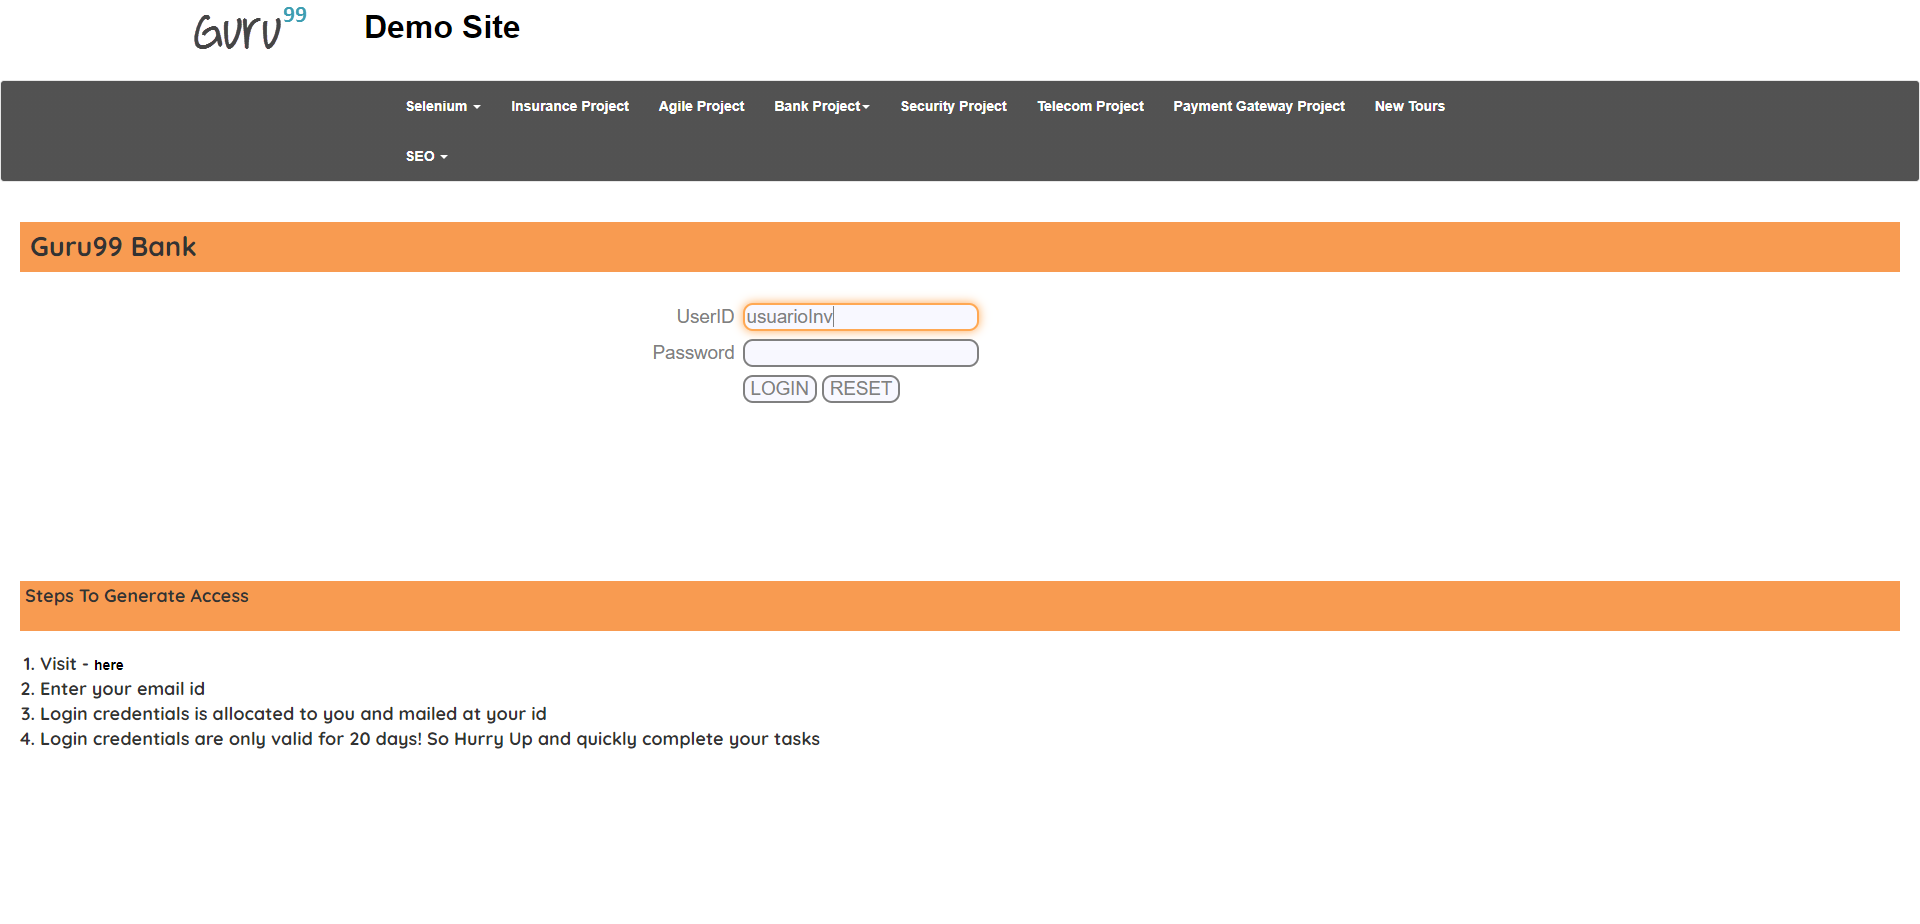 Guru99 Demo Site
Selenium Insurance Project Agile Project Bank Project Security Project Telecom Project Payment Gateway Project New Tours
SEO
Guru99 Bank
UserID usuarioInv
Password
LOGIN RESET
Steps To Generate Access
1. Visit - here
2. Enter your email id
3. Login credentials is allocated to you and mailed at your id
4. Login credentials are only valid for 20 days! So Hurry Up and quickly complete your tasks